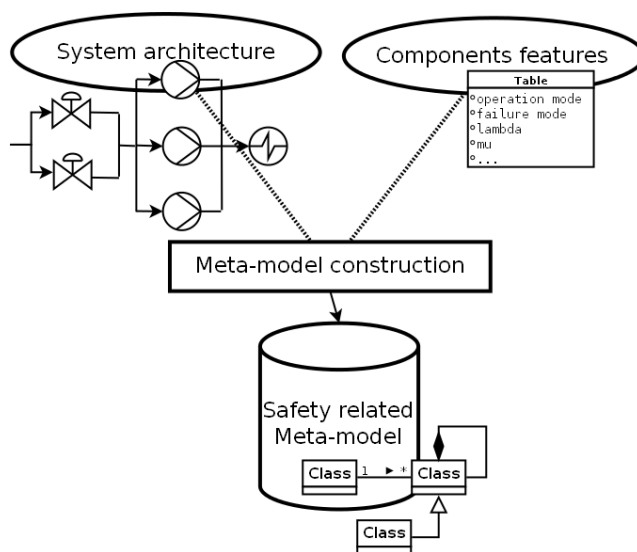 System architecture
Components features
Table
operation mode
failure mode
lambda
mu
...
Meta-model construction
Safety related
Meta-model
Class 1 * Class
Class